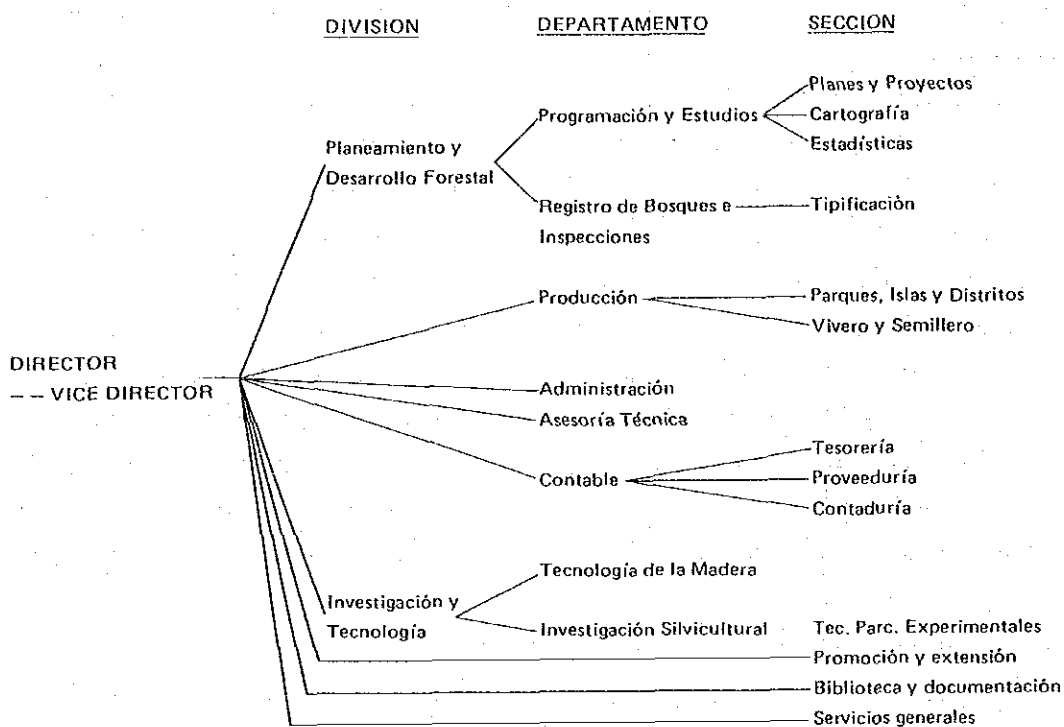 DIVISION DEPARTAMENTO SECCION
Planes y Proyectos
Programación y Estudios Cartografía
Planeamiento y Estadísticas
Desarrollo Forestal
Registro de Bosques e Tipificación
Inspecciones
Producción Parques, Islas y Distritos
Vivero y Semillero
DIRECTOR
–– VICE DIRECTOR Administración
Asesoría Técnica
Tesorería
Contable Proveeduría
Contaduría
Tecnología de la Madera
Investigación y
Tecnología Investigación Silvicultural Tec. Parc. Experimentales
Promoción y extensión
Biblioteca y documentación
Servicios generales